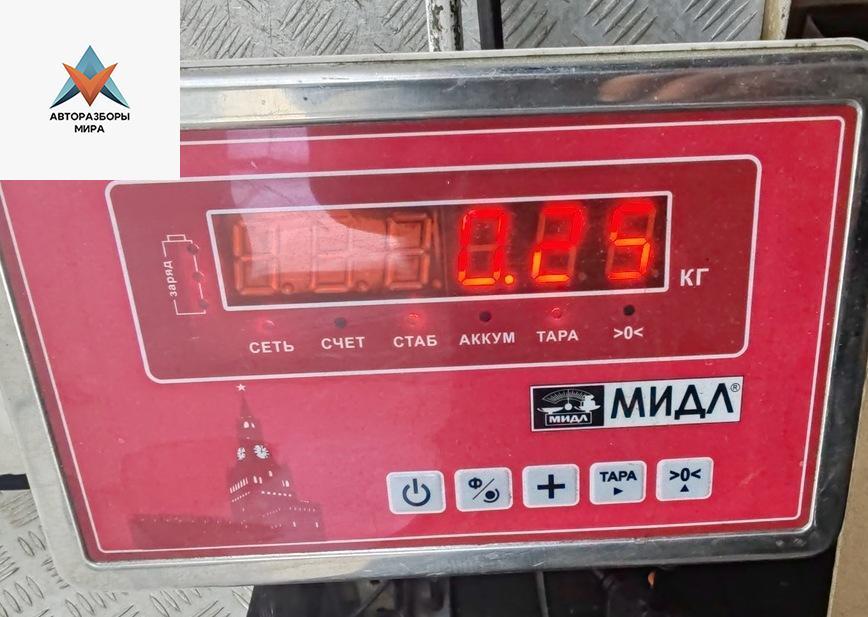 АВТОРАЗБОРЫ
МИРА
заряд
0.25
КГ
СЕТЬ СЧЕТ СТАБ АККУМ ТАРА >0<
МИДЛ МИДЛ®
Ф + ТАРА >0<